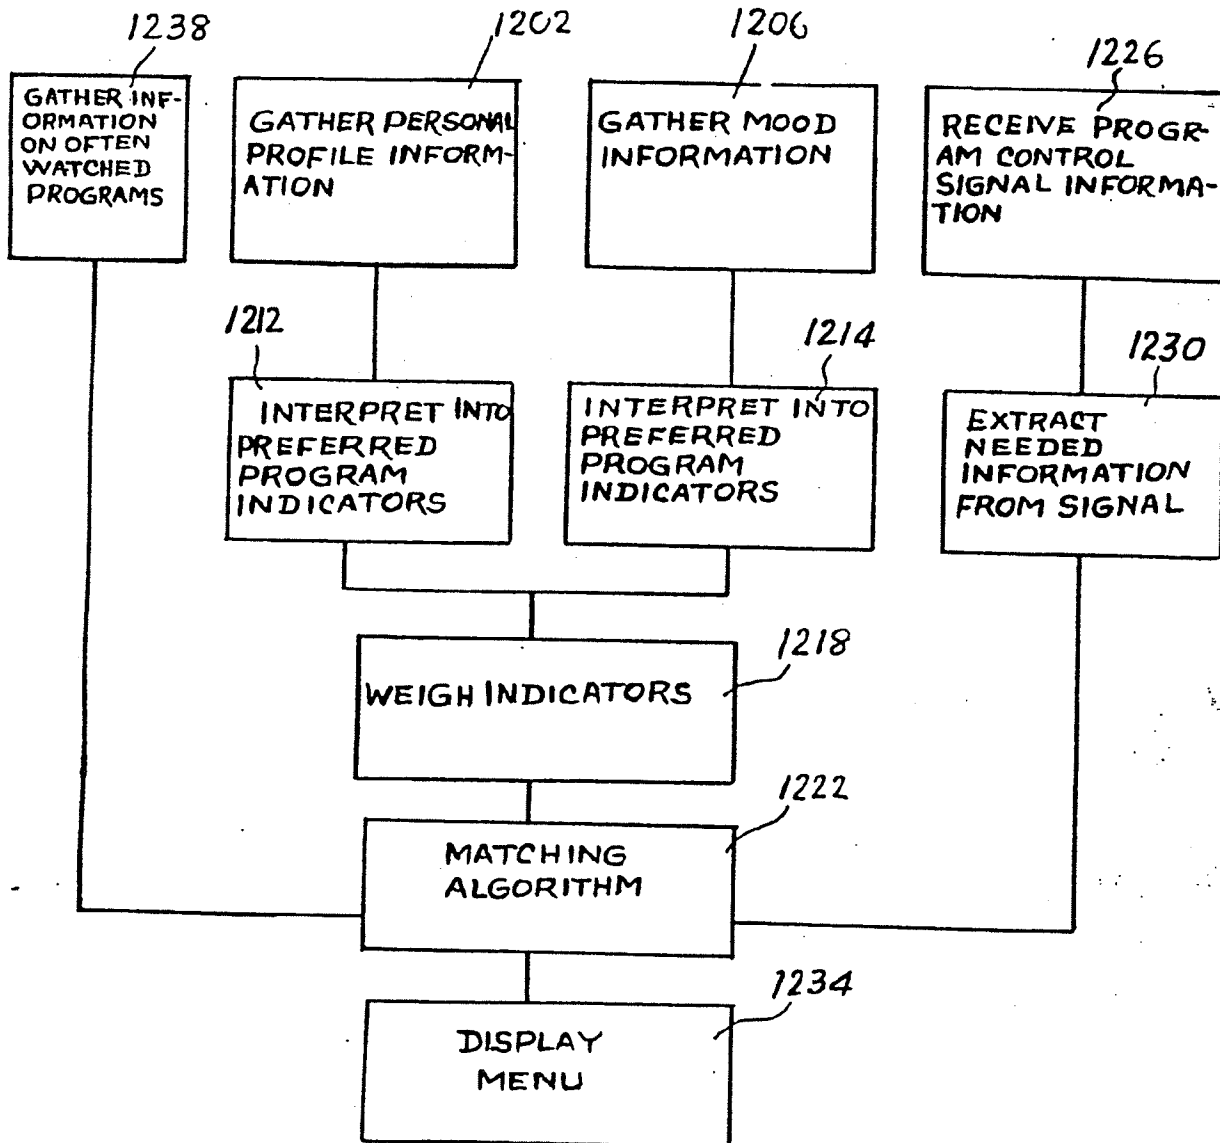 1238
GATHER INF-
ORMATION
ON OFTEN
WATCHED
PROGRAMS
1202
GATHER PERSONAL
PROFILE INFORM-
ATION
1206
GATHER MOOD
INFORMATION
1226
RECEIVE PROGR-
AM CONTROL
SIGNAL INFORMA-
TION
1212
INTERPRET INTO
PREFERRED
PROGRAM
INDICATORS
1214
INTERPRET INTO
PREFERRED
PROGRAM
INDICATORS
1230
EXTRACT
NEEDED
INFORMATION
FROM SIGNAL
1218
WEIGH INDICATORS
1222
MATCHING
ALGORITHM
1234
DISPLAY
MENU